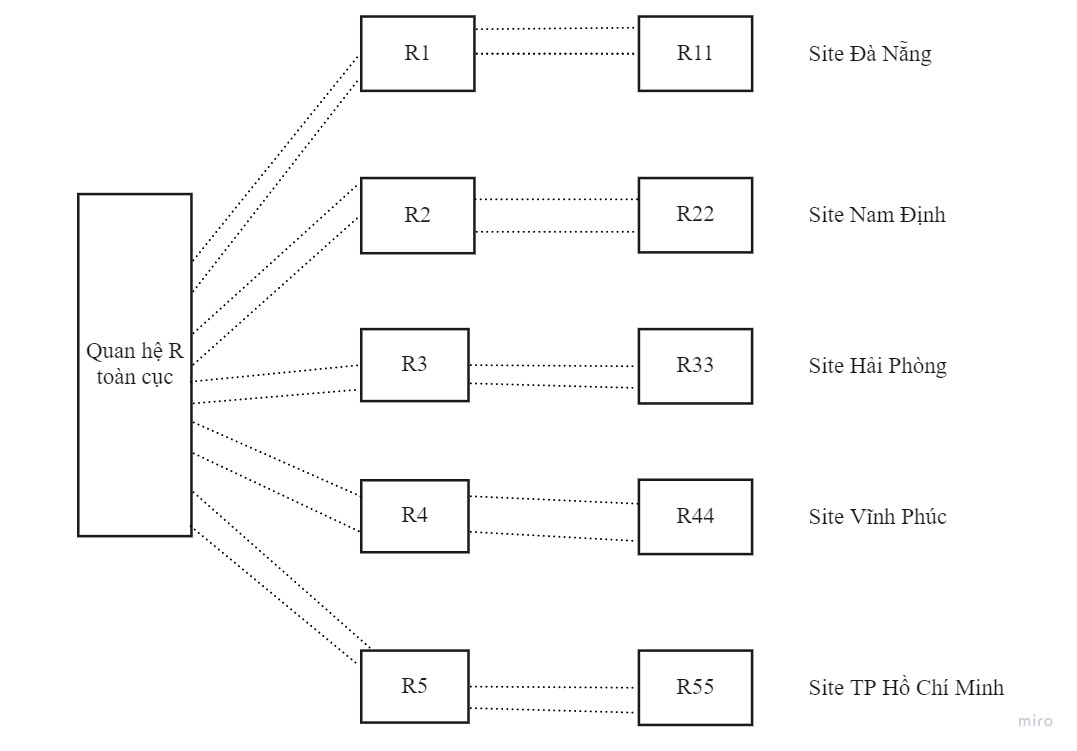 R1
R11
Site Đà Nẵng
R2
R22
Site Nam Định
Quan hệ R
toàn cục
R3
R33
Site Hải Phòng
R4
R44
Site Vĩnh Phúc
R5
R55
Site TP Hồ Chí Minh
miro